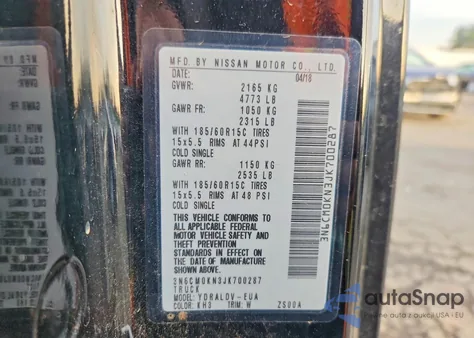 MFD. BY NISSAN MOTOR CO., LTD.
DATE: 04/18
GVWR: 2165 KG
4773 LB
GAWR FR: 1050 KG
2315 LB
WITH 185/60R15C TIRES
15x5.5 RIMS AT 44PSI
COLD SINGLE
GAWR RR: 1150 KG
2535 LB
WITH 185/60R15C TIRES
15x5.5 RIMS AT 48 PSI
COLD SINGLE
THIS VEHICLE CONFORMS TO
ALL APPLICABLE FEDERAL
MOTOR VEHICLE SAFETY
AND THEFT PREVENTION
STANDARDS IN EFFECT ON
THE DATE OF MANUFACTURE
SHOWN ABOVE.
3N6CM0KN3JK700287
TRUCK
MODEL: YDRALDV-EUA
COLOR: KH3 TRIM: W ZS00A
3N6CM0KN3JK700287
autoSnap